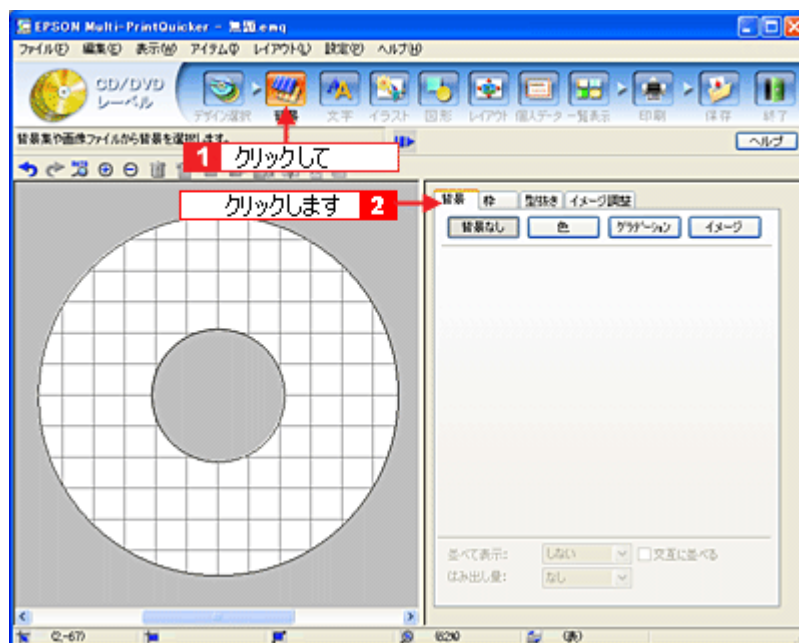 EPSON Multi-PrintQuicker - 無題.emq
ファイル(F) 編集(E) 表示(W) アイテム(I) レイアウト(L) 設定(P) ヘルプ(H)
CD/DVD
レーベル
デザイン選択 背景 文字 イラスト 図形 レイアウト 個人データ 一覧表示 印刷 保存 終了
背景集や画像ファイルから背景を選択します。
ヘルプ
1 クリックして
クリックします 2
背景 枠 型抜き イメージ調整
背景なし 色 グラデーション イメージ
並べて表示: しない 交互に並べる
はみ出し量: なし
(2,-67) (62%) (表)